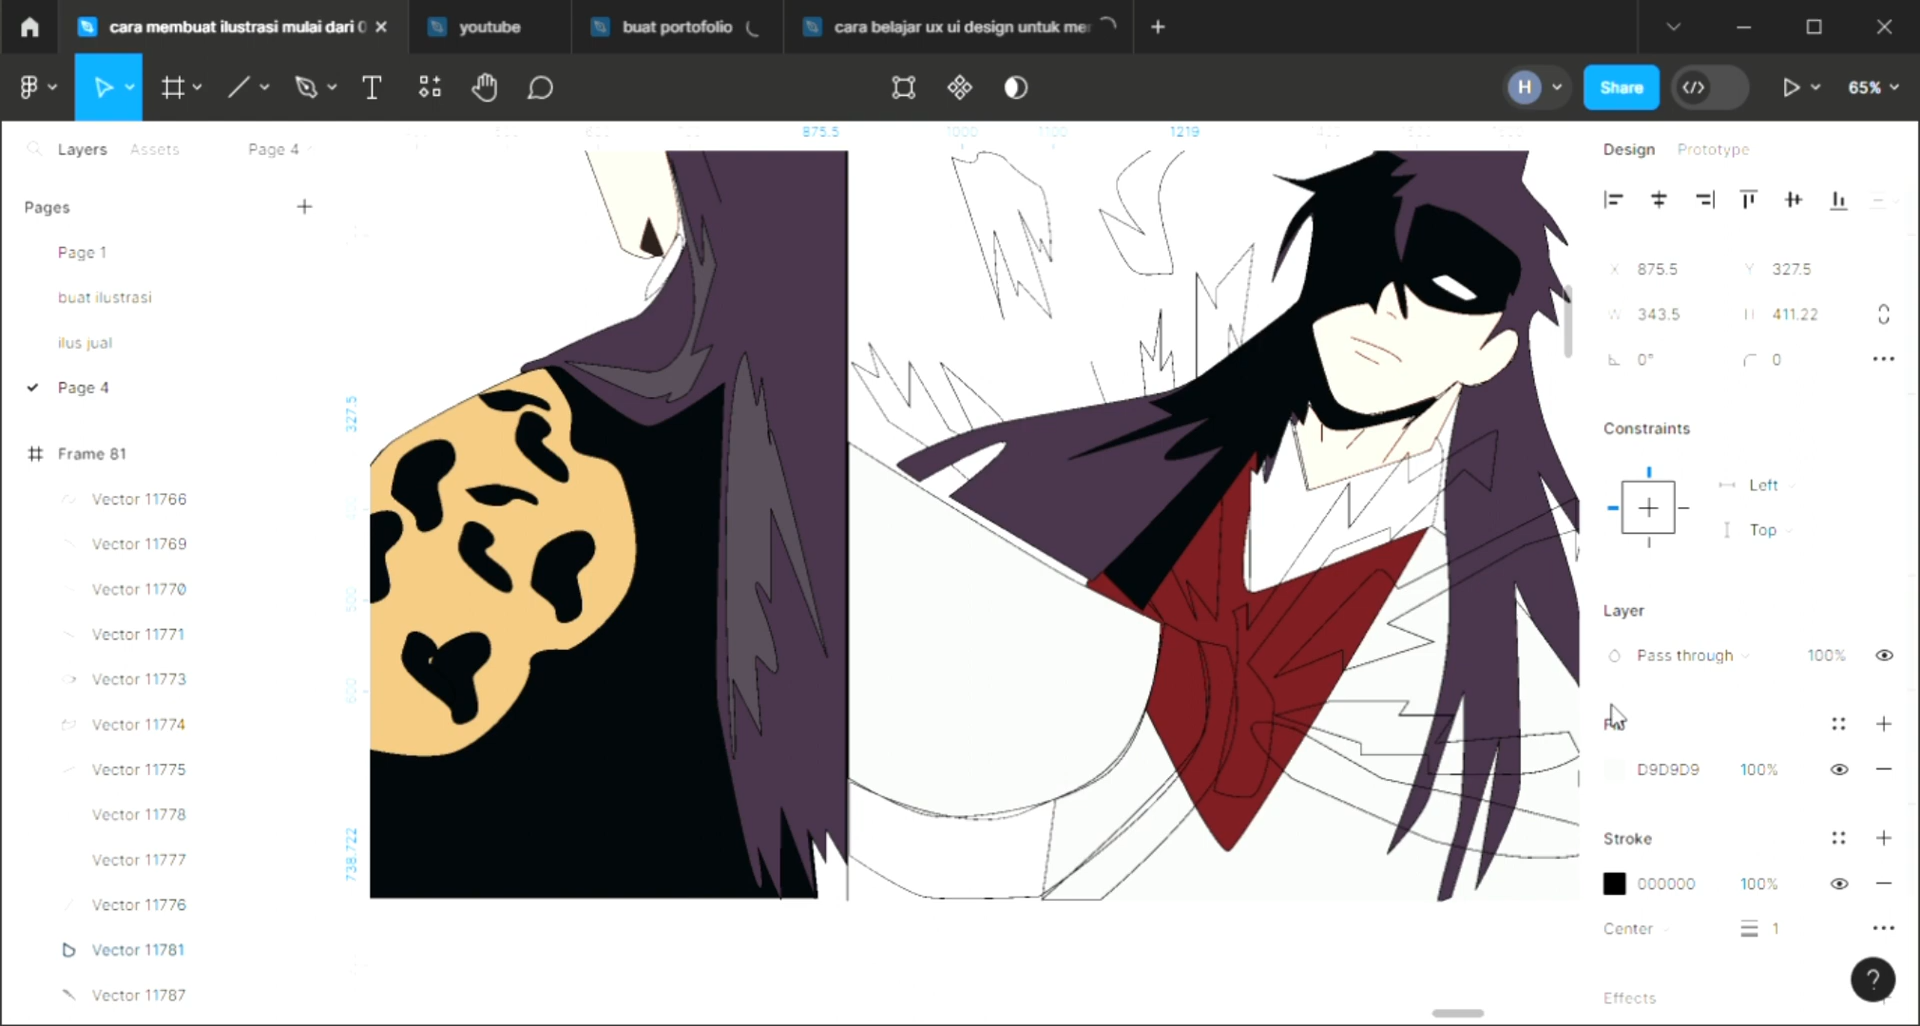 cara membuat ilustrasi mulai dari 0
youtube
buat portofolio
cara belajar ux ui design untuk me
H
Share
65%
Layers
Assets
Page 4
875.5
1000
1100
1219
Design
Prototype
Pages
Page 1
buat ilustrasi
ilus jual
Page 4
Frame 81
Vector 11766
Vector 11769
Vector 11770
Vector 11771
Vector 11773
Vector 11774
Vector 11775
Vector 11778
Vector 11777
Vector 11776
Vector 11781
Vector 11787
327.5
500
600
738.722
X 875.5 Y 327.5
W 343.5 H 411.22
0° 0
Constraints
Left
Top
Layer
Pass through 100%
D9D9D9 100%
Stroke
000000 100%
Center 1
Effects
?